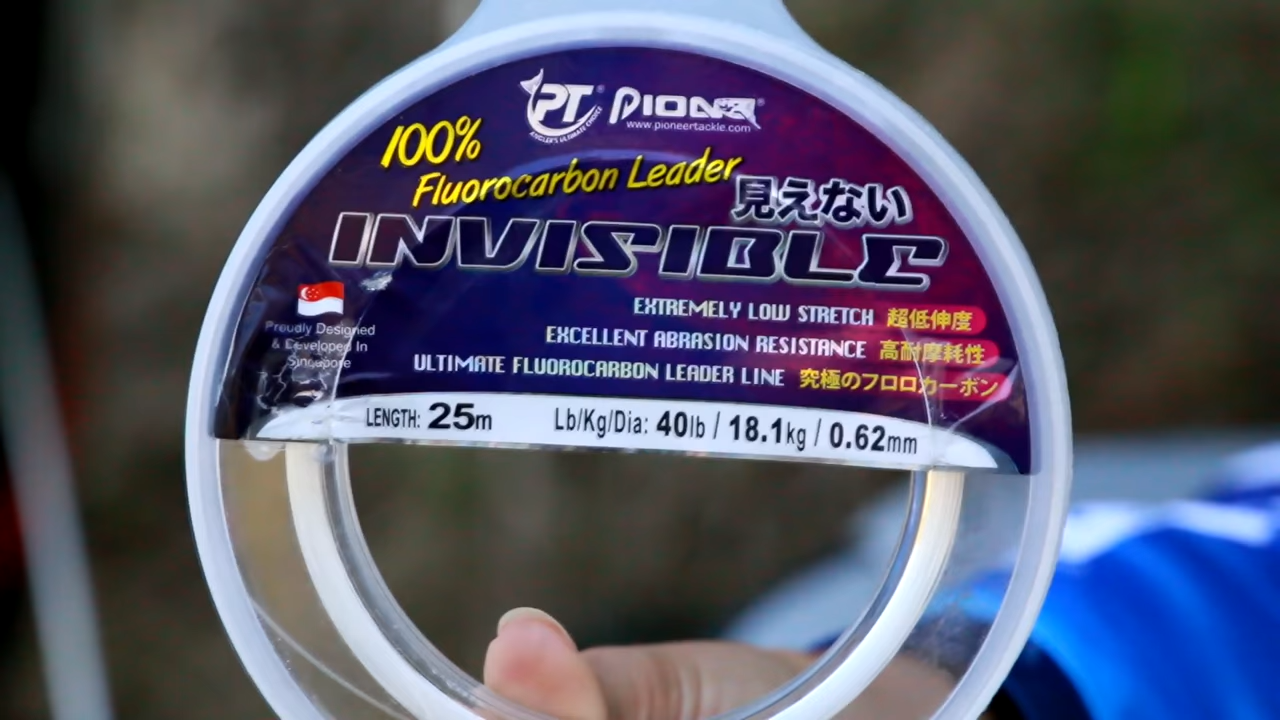 PT PIONEER
ANGLER'S ULTIMATE CHOICE
www.pioneertackle.com
100%
Fluorocarbon Leader
見えない
INVISIBLE
EXTREMELY LOW STRETCH 超低伸度
EXCELLENT ABRASION RESISTANCE 高耐摩耗性
ULTIMATE FLUOROCARBON LEADER LINE 究極のフロロカーボン
Proudly Designed
& Developed In
Singapore
LENGTH: 25m Lb/Kg/Dia: 40lb / 18.1kg / 0.62mm